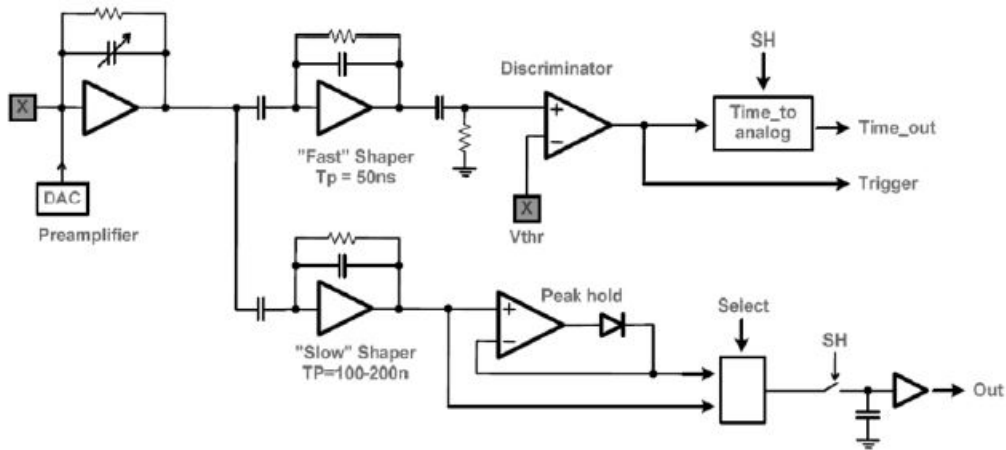 SH
Discriminator
X
Time_to
analog
Time_out
"Fast" Shaper
Tp = 50ns
DAC
Trigger
Preamplifier
X
Vthr
Peak hold
Select
SH
"Slow" Shaper
TP=100-200n
Out
+
−
+
−